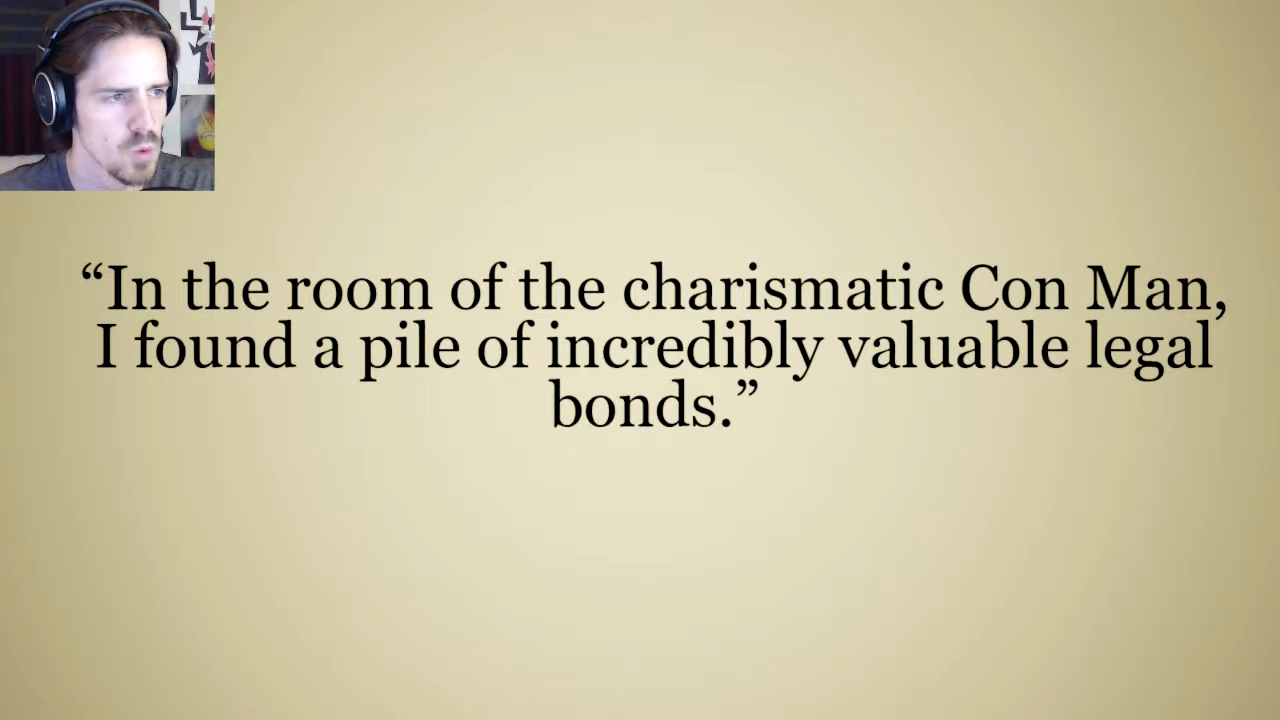 “In the room of the charismatic Con Man,
I found a pile of incredibly valuable legal
bonds.”